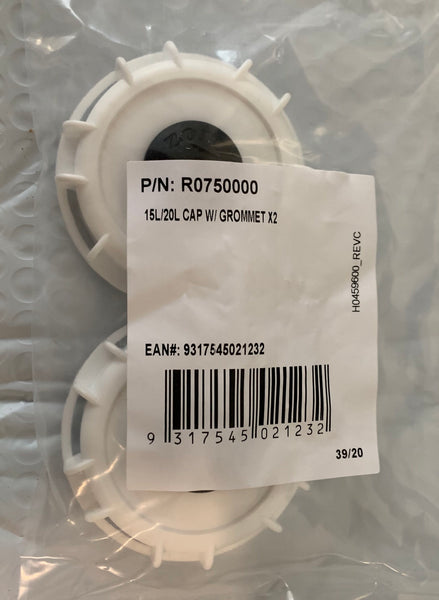 P/N: R0750000
15L/20L CAP W/ GROMMET X2
H0459600_REVC
EAN#: 9317545021232
9 317545 021232
39/20